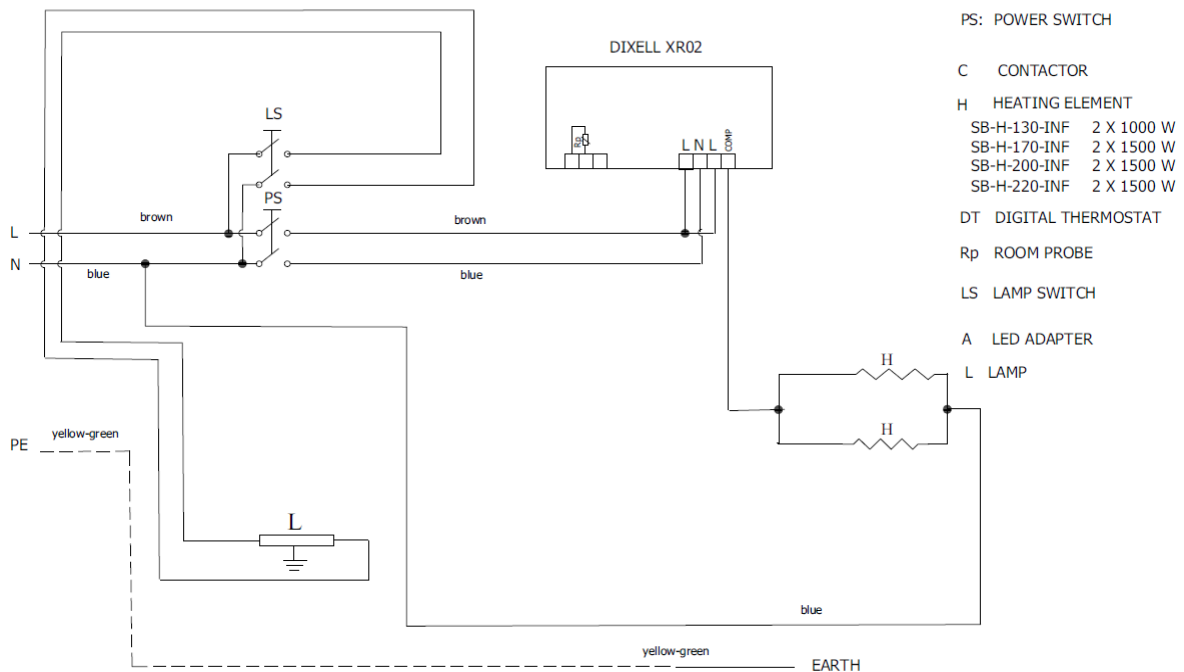 PS: POWER SWITCH
DIXELL XR02
C CONTACTOR
H HEATING ELEMENT
SB-H-130-INF 2 X 1000 W
SB-H-170-INF 2 X 1500 W
SB-H-200-INF 2 X 1500 W
SB-H-220-INF 2 X 1500 W
DT DIGITAL THERMOSTAT
Rp ROOM PROBE
LS LAMP SWITCH
A LED ADAPTER
L LAMP
LS
Rp
L N L COMP
PS
brown
brown
L
N
blue
blue
H
H
yellow-green
PE
L
blue
yellow-green
EARTH